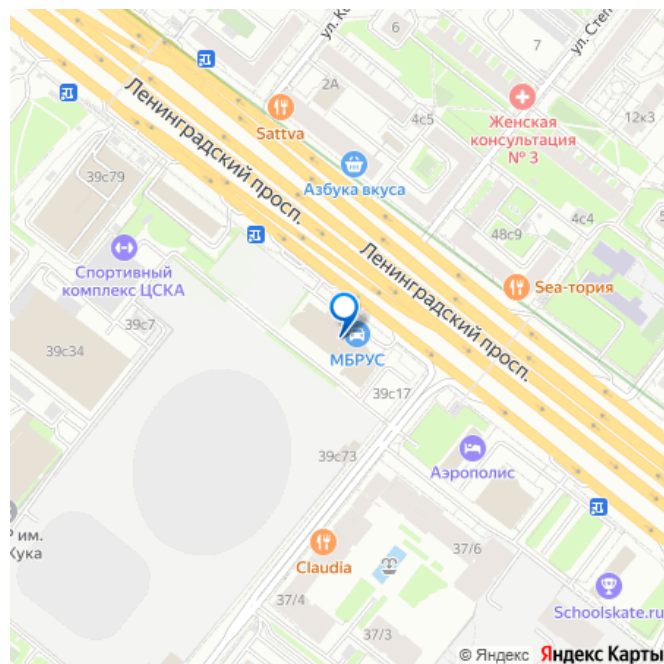 6
7
ул. Степ
2А
Ленинградский просп.
Sattva
4с5
Женская
консультация
№ 3
12к3
39с79
Азбука вкуса
4с4
48с9
Спортивный
комплекс ЦСКА
Ленинградский просп.
Sea-тория
39с7
39с34
МБРУС
39с17
39с73
Аэрополис
им.
Кука
Claudia
37/6
37/4
37/3
Schoolskate.ru
© Яндекс Яндекс Карты